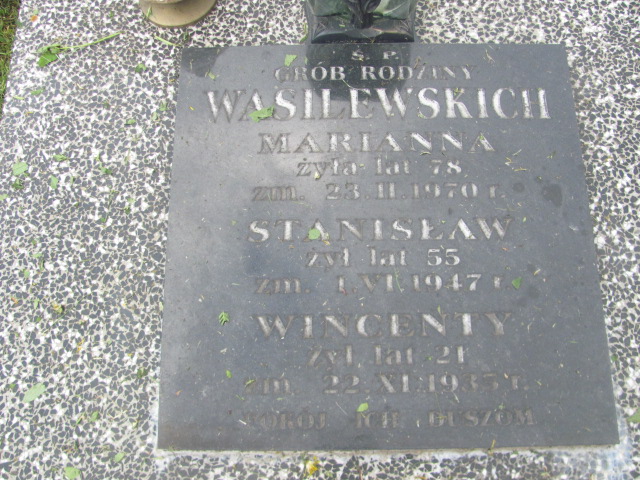 Ś. P.
GRÓB RODZINY
WASILEWSKICH
MARIANNA
żyła lat 78
zm. 23.II.1970 r.
STANISŁAW
żył lat 55
zm. 1.VI.1947 r.
WINCENTY
żył lat 21
zm. 22.XI.1935 r.
POKÓJ ICH DUSZOM